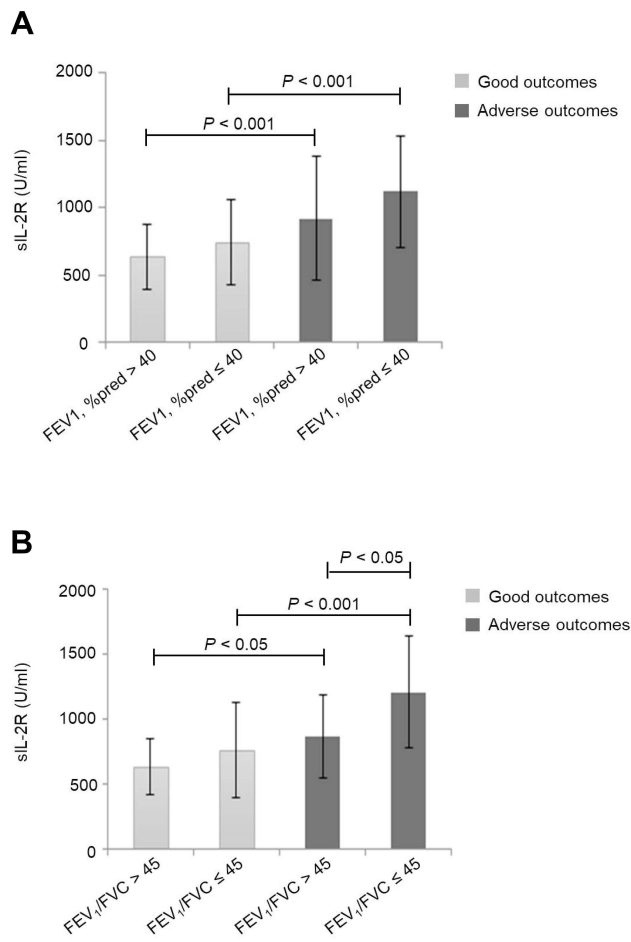 A
2000
1500
1000
500
0
sIL-2R (U/ml)
P < 0.001
P < 0.001
Good outcomes
Adverse outcomes
FEV1, %pred > 40
FEV1, %pred ≤ 40
FEV1, %pred > 40
FEV1, %pred ≤ 40
B
2000
1500
1000
500
0
sIL-2R (U/ml)
P < 0.05
P < 0.001
P < 0.05
Good outcomes
Adverse outcomes
FEV₁/FVC > 45
FEV₁/FVC ≤ 45
FEV₁/FVC > 45
FEV₁/FVC ≤ 45